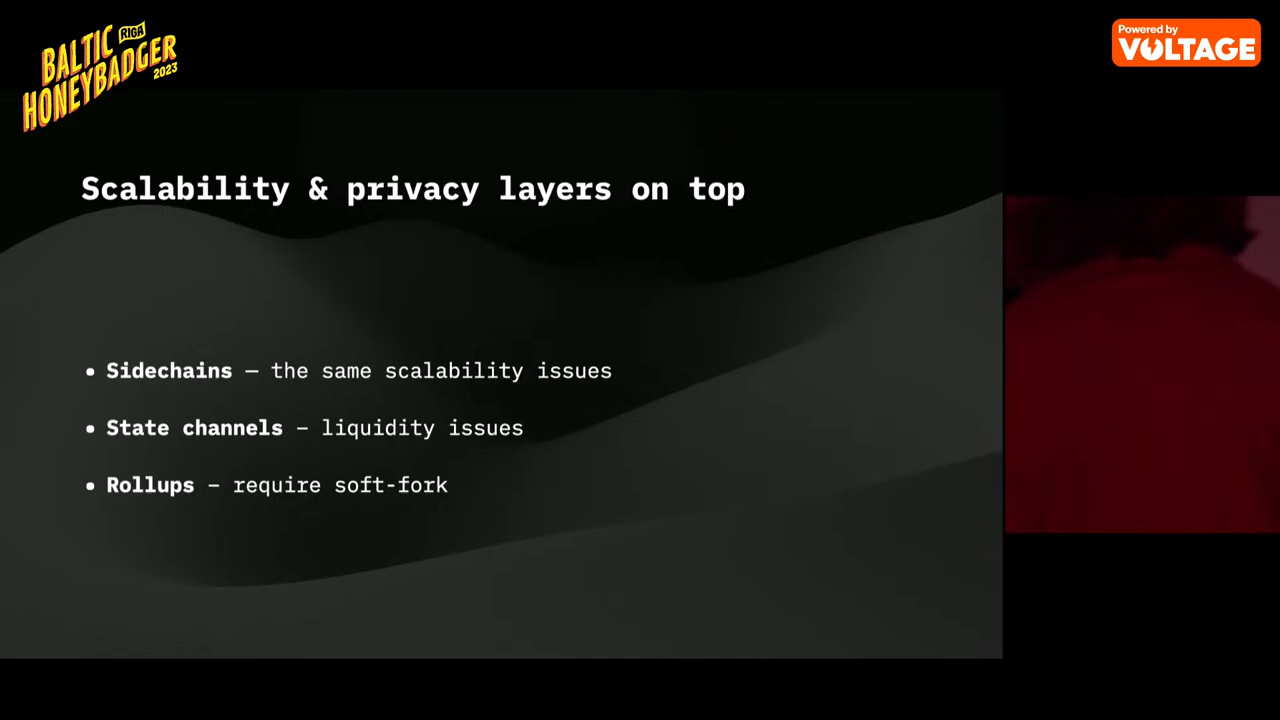 BALTIC
RIGA
HONEYBADGER
2023
Powered by
VOLTAGE
Scalability & privacy layers on top
• Sidechains — the same scalability issues
• State channels – liquidity issues
• Rollups – require soft-fork